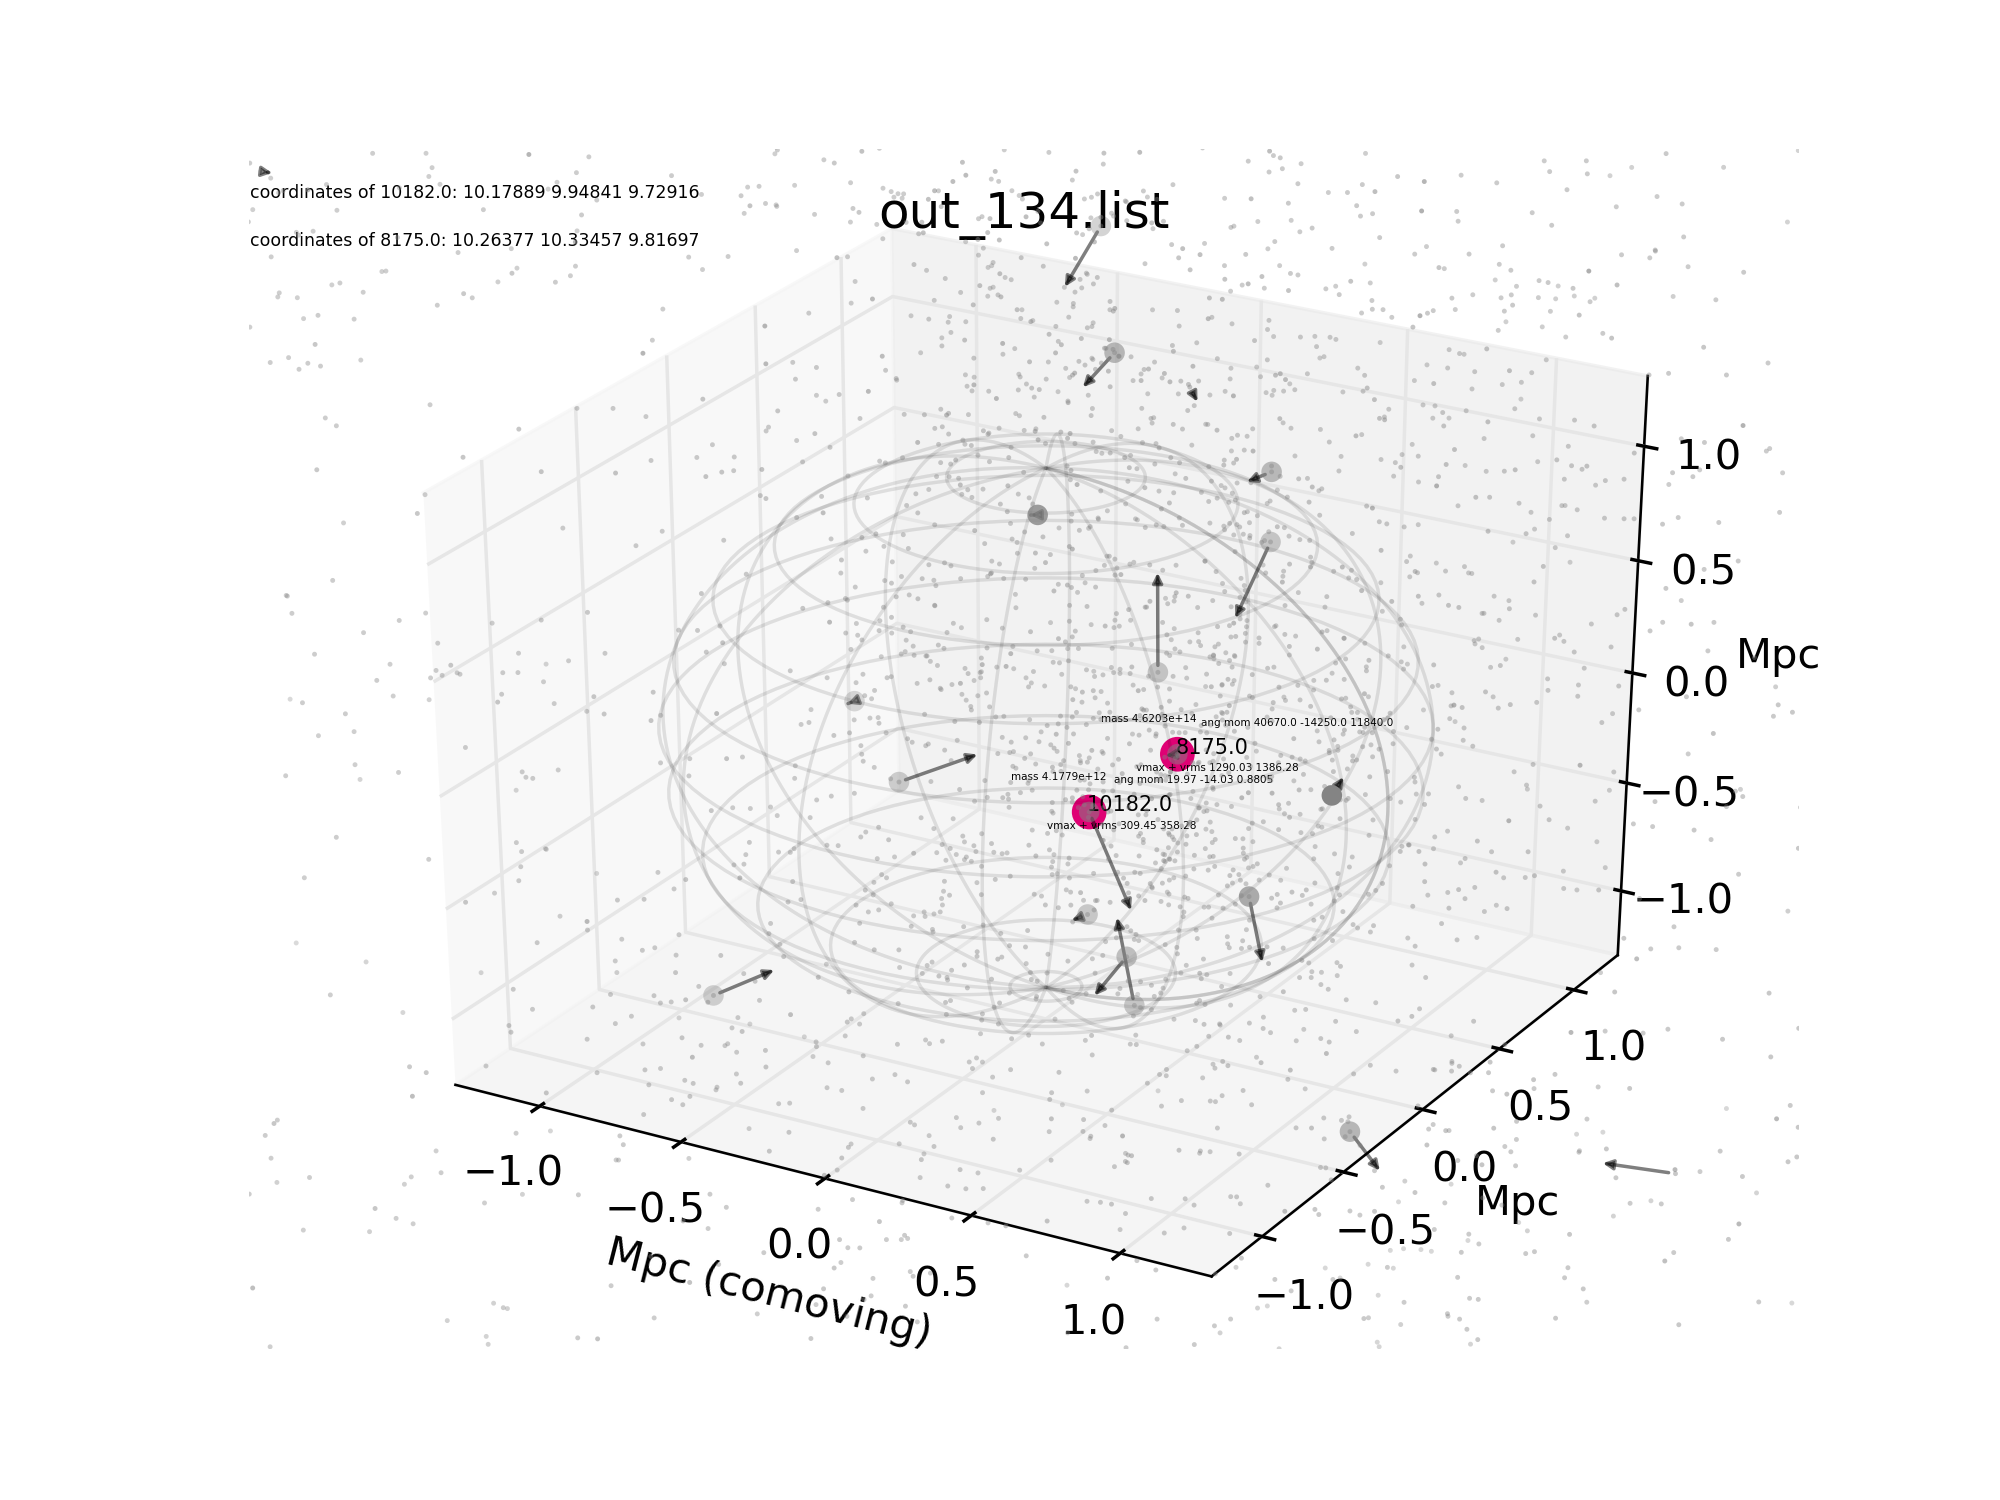 coordinates of 10182.0: 10.17889 9.94841 9.72916
out_134.list
coordinates of 8175.0: 10.26377 10.33457 9.81697
1.0
0.5
Mpc
0.0
−0.5
−1.0
mass 4.6203e+14
ang mom 40670.0 -14250.0 11840.0
8175.0
vmax + vrms 1290.03 1386.28
mass 4.1779e+12
ang mom 19.97 -14.03 0.8805
10182.0
vmax + vrms 309.45 358.28
1.0
0.5
0.0
Mpc
−0.5
−1.0
−1.0
−0.5
0.0
0.5
1.0
Mpc (comoving)